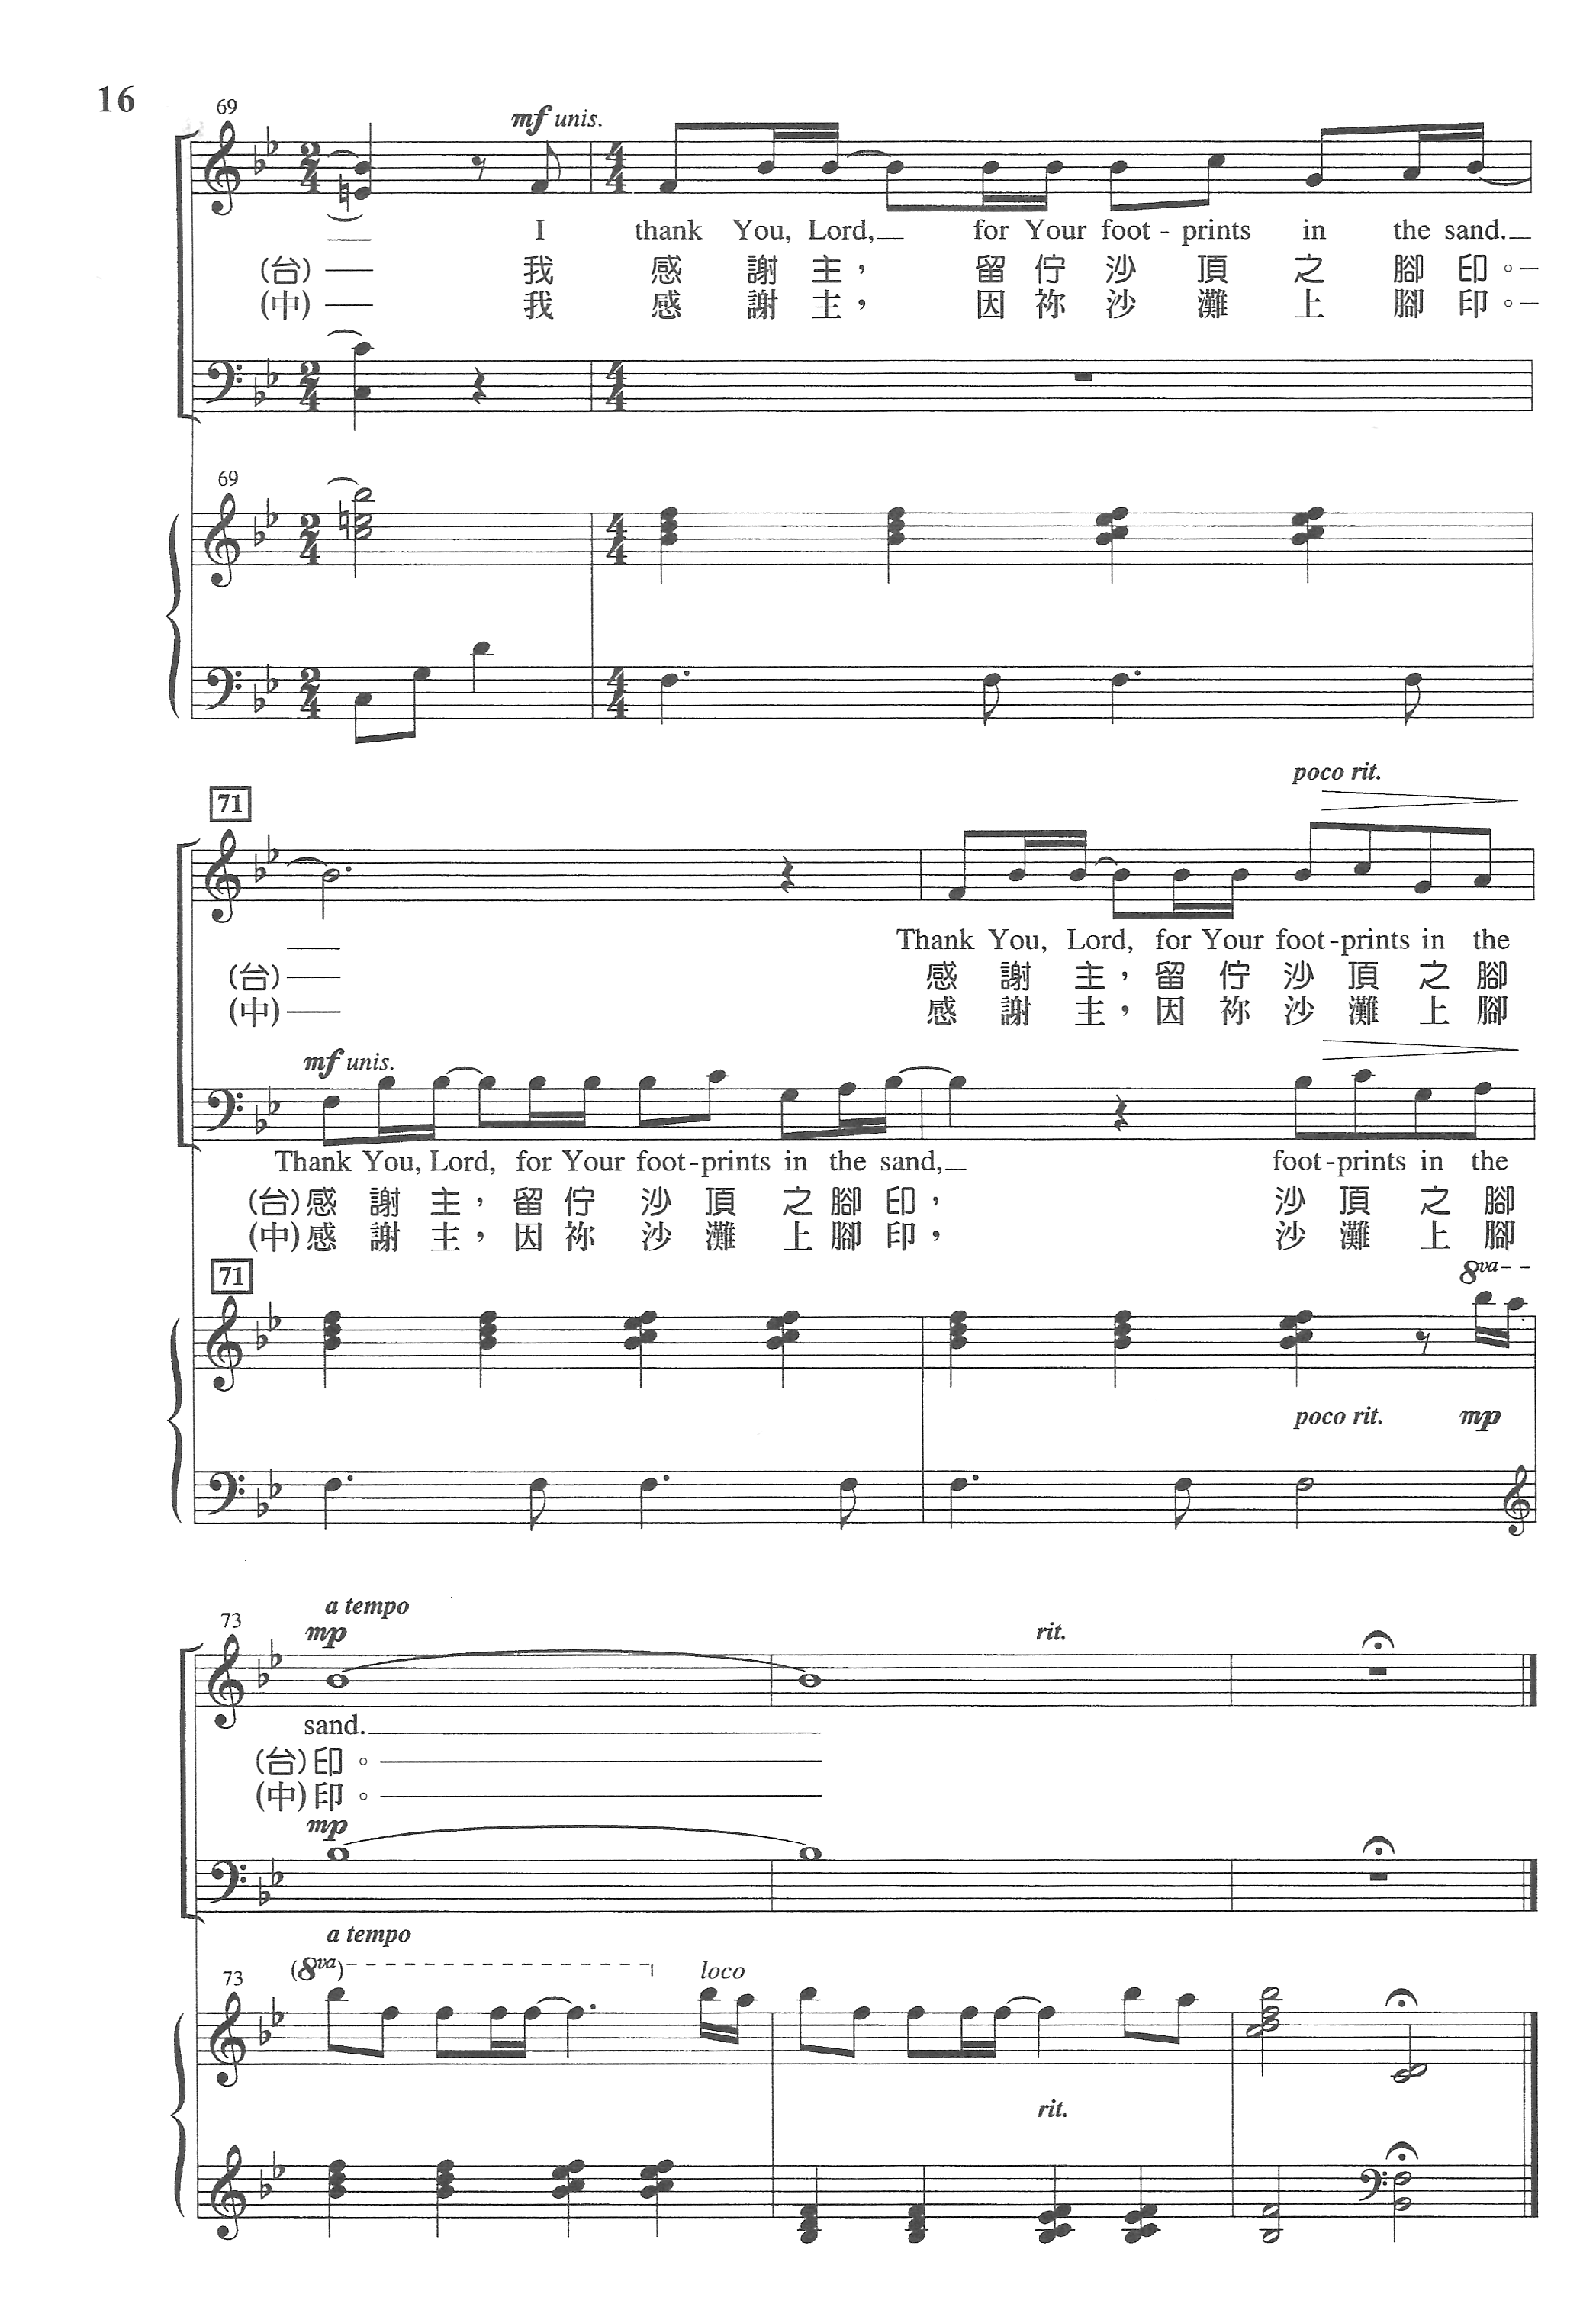 16
69
mf unis.
I thank You, Lord, for Your foot - prints in the sand.
(台) 我 感 謝 主， 留 佇 沙 頂 之 腳 印。
(中) 我 感 謝 主， 因 祢 沙 灘 上 腳 印。
69
poco rit.
71
Thank You, Lord, for Your foot - prints in the
(台) 感 謝 主， 留 佇 沙 頂 之 腳
(中) 感 謝 主， 因 祢 沙 灘 上 腳
mf unis.
Thank You, Lord, for Your foot - prints in the sand, foot - prints in the
(台) 感 謝 主， 留 佇 沙 頂 之 腳 印， 沙 頂 之 腳
(中) 感 謝 主， 因 祢 沙 灘 上 腳 印， 沙 灘 上 腳
71
8va
poco rit. mp
73
a tempo
mp rit.
sand.
(台) 印。
(中) 印。
mp
a tempo
73
(8va) loco
rit.